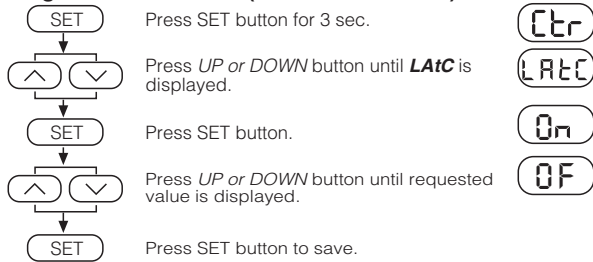 SET Press SET button for 3 sec. Ctr
Press UP or DOWN button until LAtC is LAtC
displayed.
SET Press SET button. On
Press UP or DOWN button until requested OF
value is displayed.
SET Press SET button to save.